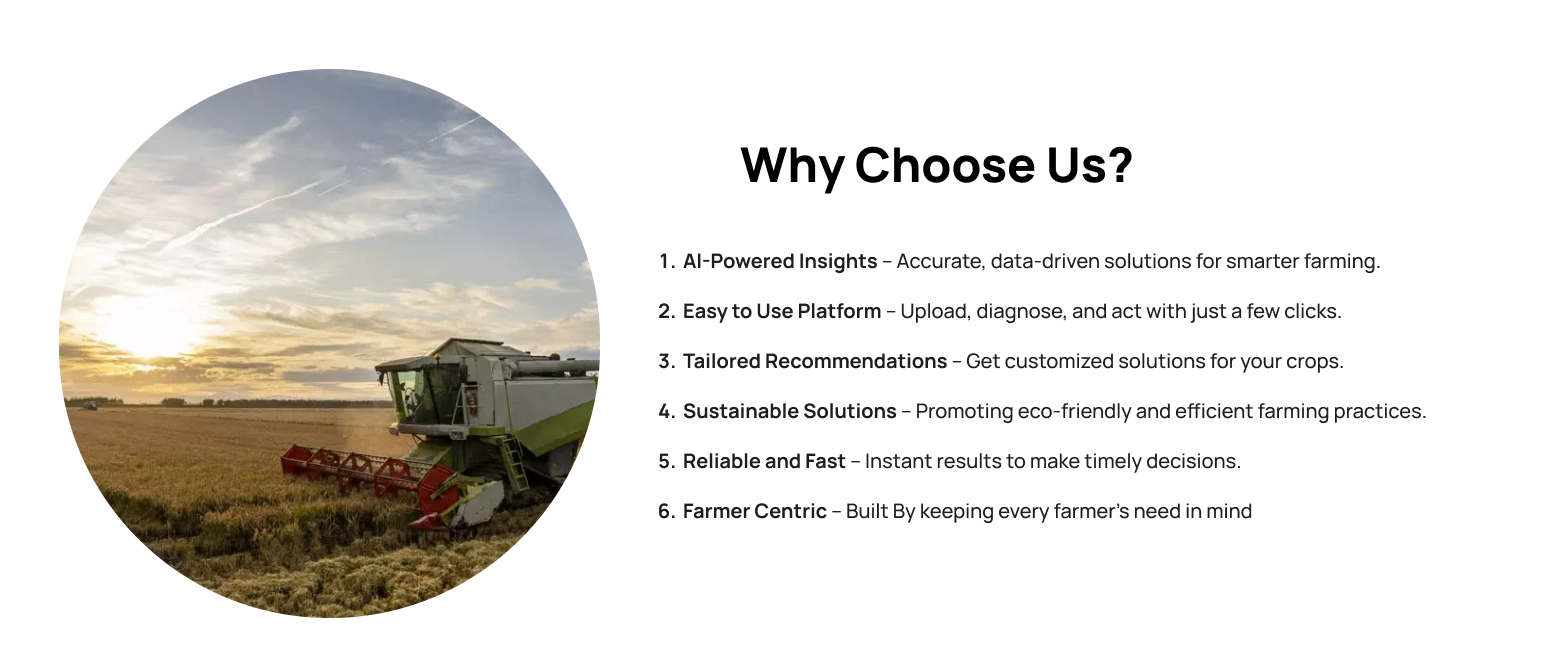 Why Choose Us?
1. AI-Powered Insights – Accurate, data-driven solutions for smarter farming.
2. Easy to Use Platform – Upload, diagnose, and act with just a few clicks.
3. Tailored Recommendations – Get customized solutions for your crops.
4. Sustainable Solutions – Promoting eco-friendly and efficient farming practices.
5. Reliable and Fast – Instant results to make timely decisions.
6. Farmer Centric – Built By keeping every farmer's need in mind